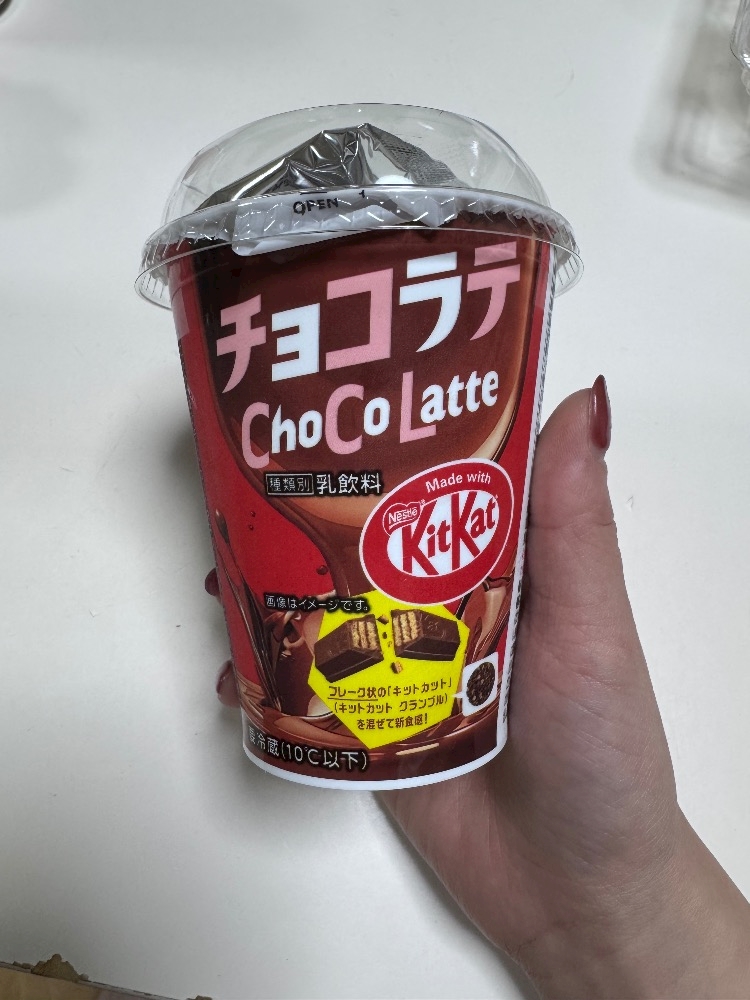 OPEN
チョコラテ
ChoCo Latte
種類別 乳飲料
Made with
Nestlé
KitKat
画像はイメージです。
フレーク状の「キットカット」
(キットカット クランブル)
を混ぜて新食感!
冷蔵(10℃以下)